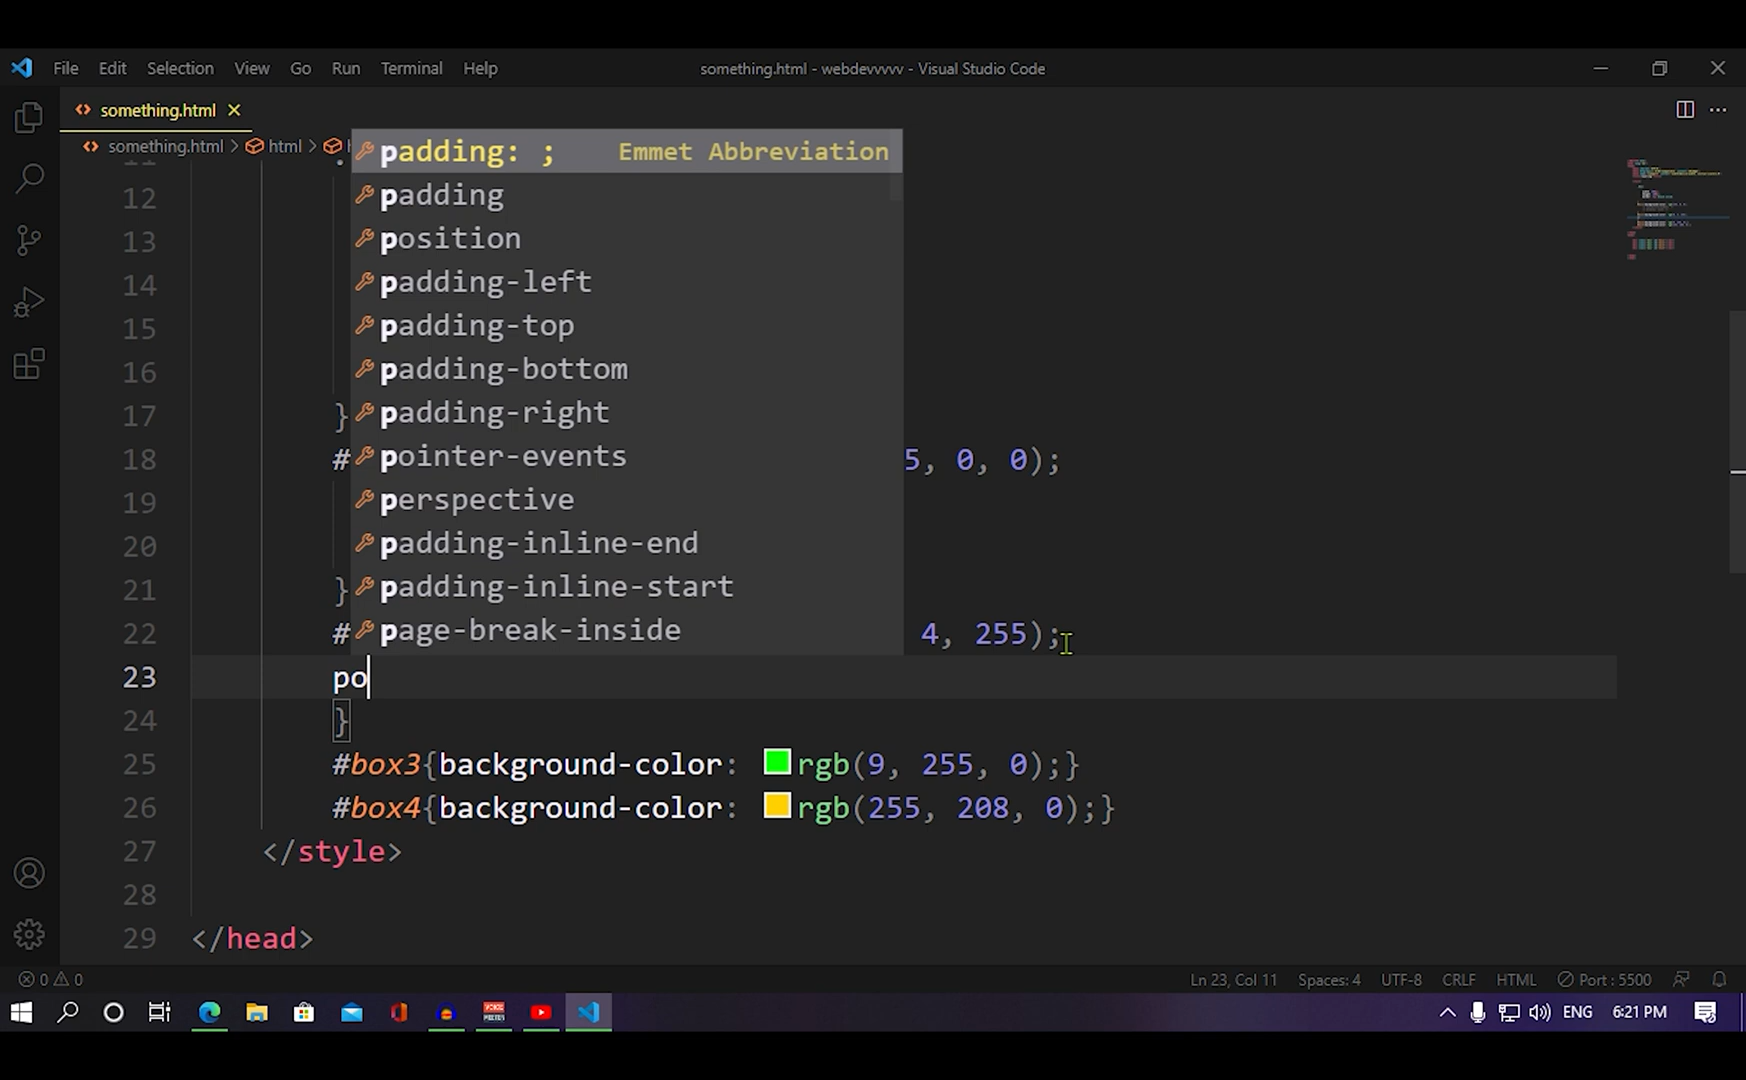 File Edit Selection View Go Run Terminal Help something.html - webdevvvvv - Visual Studio Code
something.html
something.html > html >
padding: ; Emmet Abbreviation
12 padding
13 position
14 padding-left
15 padding-top
16 padding-bottom
17 } padding-right
18 # pointer-events 5, 0, 0);
19 perspective
20 padding-inline-end
21 } padding-inline-start
22 # page-break-inside 4, 255);
23 po
24 }
25 #box3{background-color: rgb(9, 255, 0);}
26 #box4{background-color: rgb(255, 208, 0);}
27 </style>
28
29 </head>
0 0 Ln 23, Col 11 Spaces: 4 UTF-8 CRLF HTML Port : 5500
ENG 6:21 PM